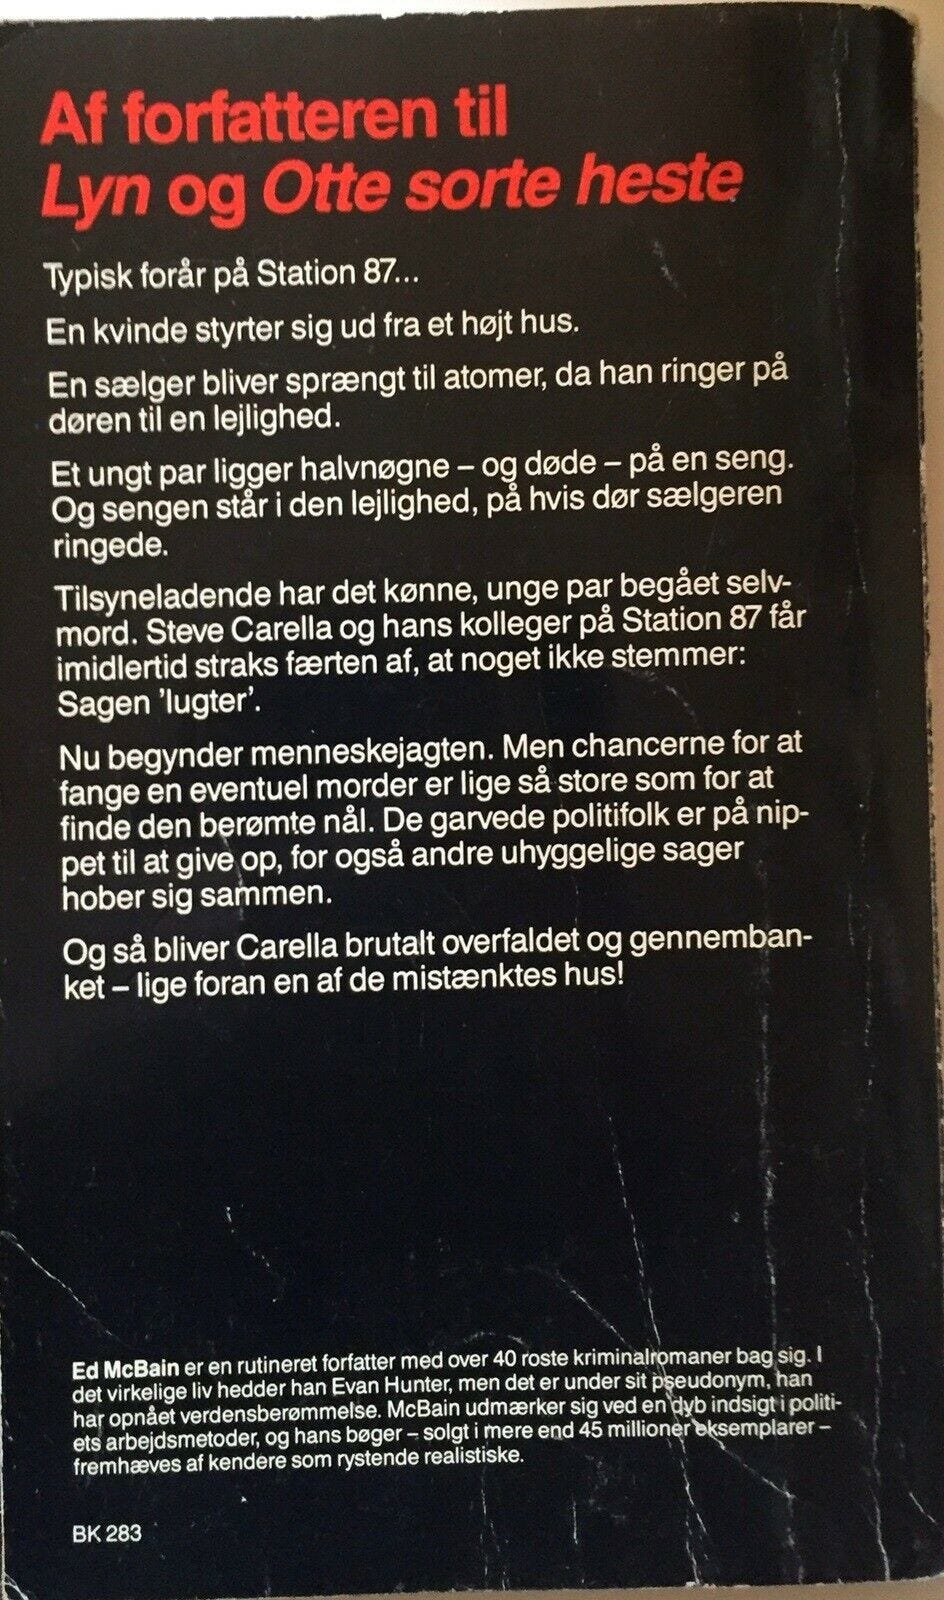 Af forfatteren til
Lyn og Otte sorte heste
Typisk forår på Station 87...
En kvinde styrter sig ud fra et højt hus.
En sælger bliver sprængt til atomer, da han ringer på
døren til en lejlighed.
Et ungt par ligger halvnøgne – og døde – på en seng.
Og sengen står i den lejlighed, på hvis dør sælgeren
ringede.
Tilsyneladende har det kønne, unge par begået selv-
mord. Steve Carella og hans kolleger på Station 87 får
imidlertid straks færten af, at noget ikke stemmer:
Sagen 'lugter'.
Nu begynder menneskejagten. Men chancerne for at
fange en eventuel morder er lige så store som for at
finde den berømte nål. De garvede politifolk er på nip-
pet til at give op, for også andre uhyggelige sager
hober sig sammen.
Og så bliver Carella brutalt overfaldet og gennemban-
ket – lige foran en af de mistænktes hus!
Ed McBain er en rutineret forfatter med over 40 roste kriminalromaner bag sig. I
det virkelige liv hedder han Evan Hunter, men det er under sit pseudonym, han
har opnået verdensberømmelse. McBain udmærker sig ved en dyb indsigt i politi-
ets arbejdsmetoder, og hans bøger – solgt i mere end 45 millioner eksemplarer –
fremhæves af kendere som rystende realistiske.
BK 283